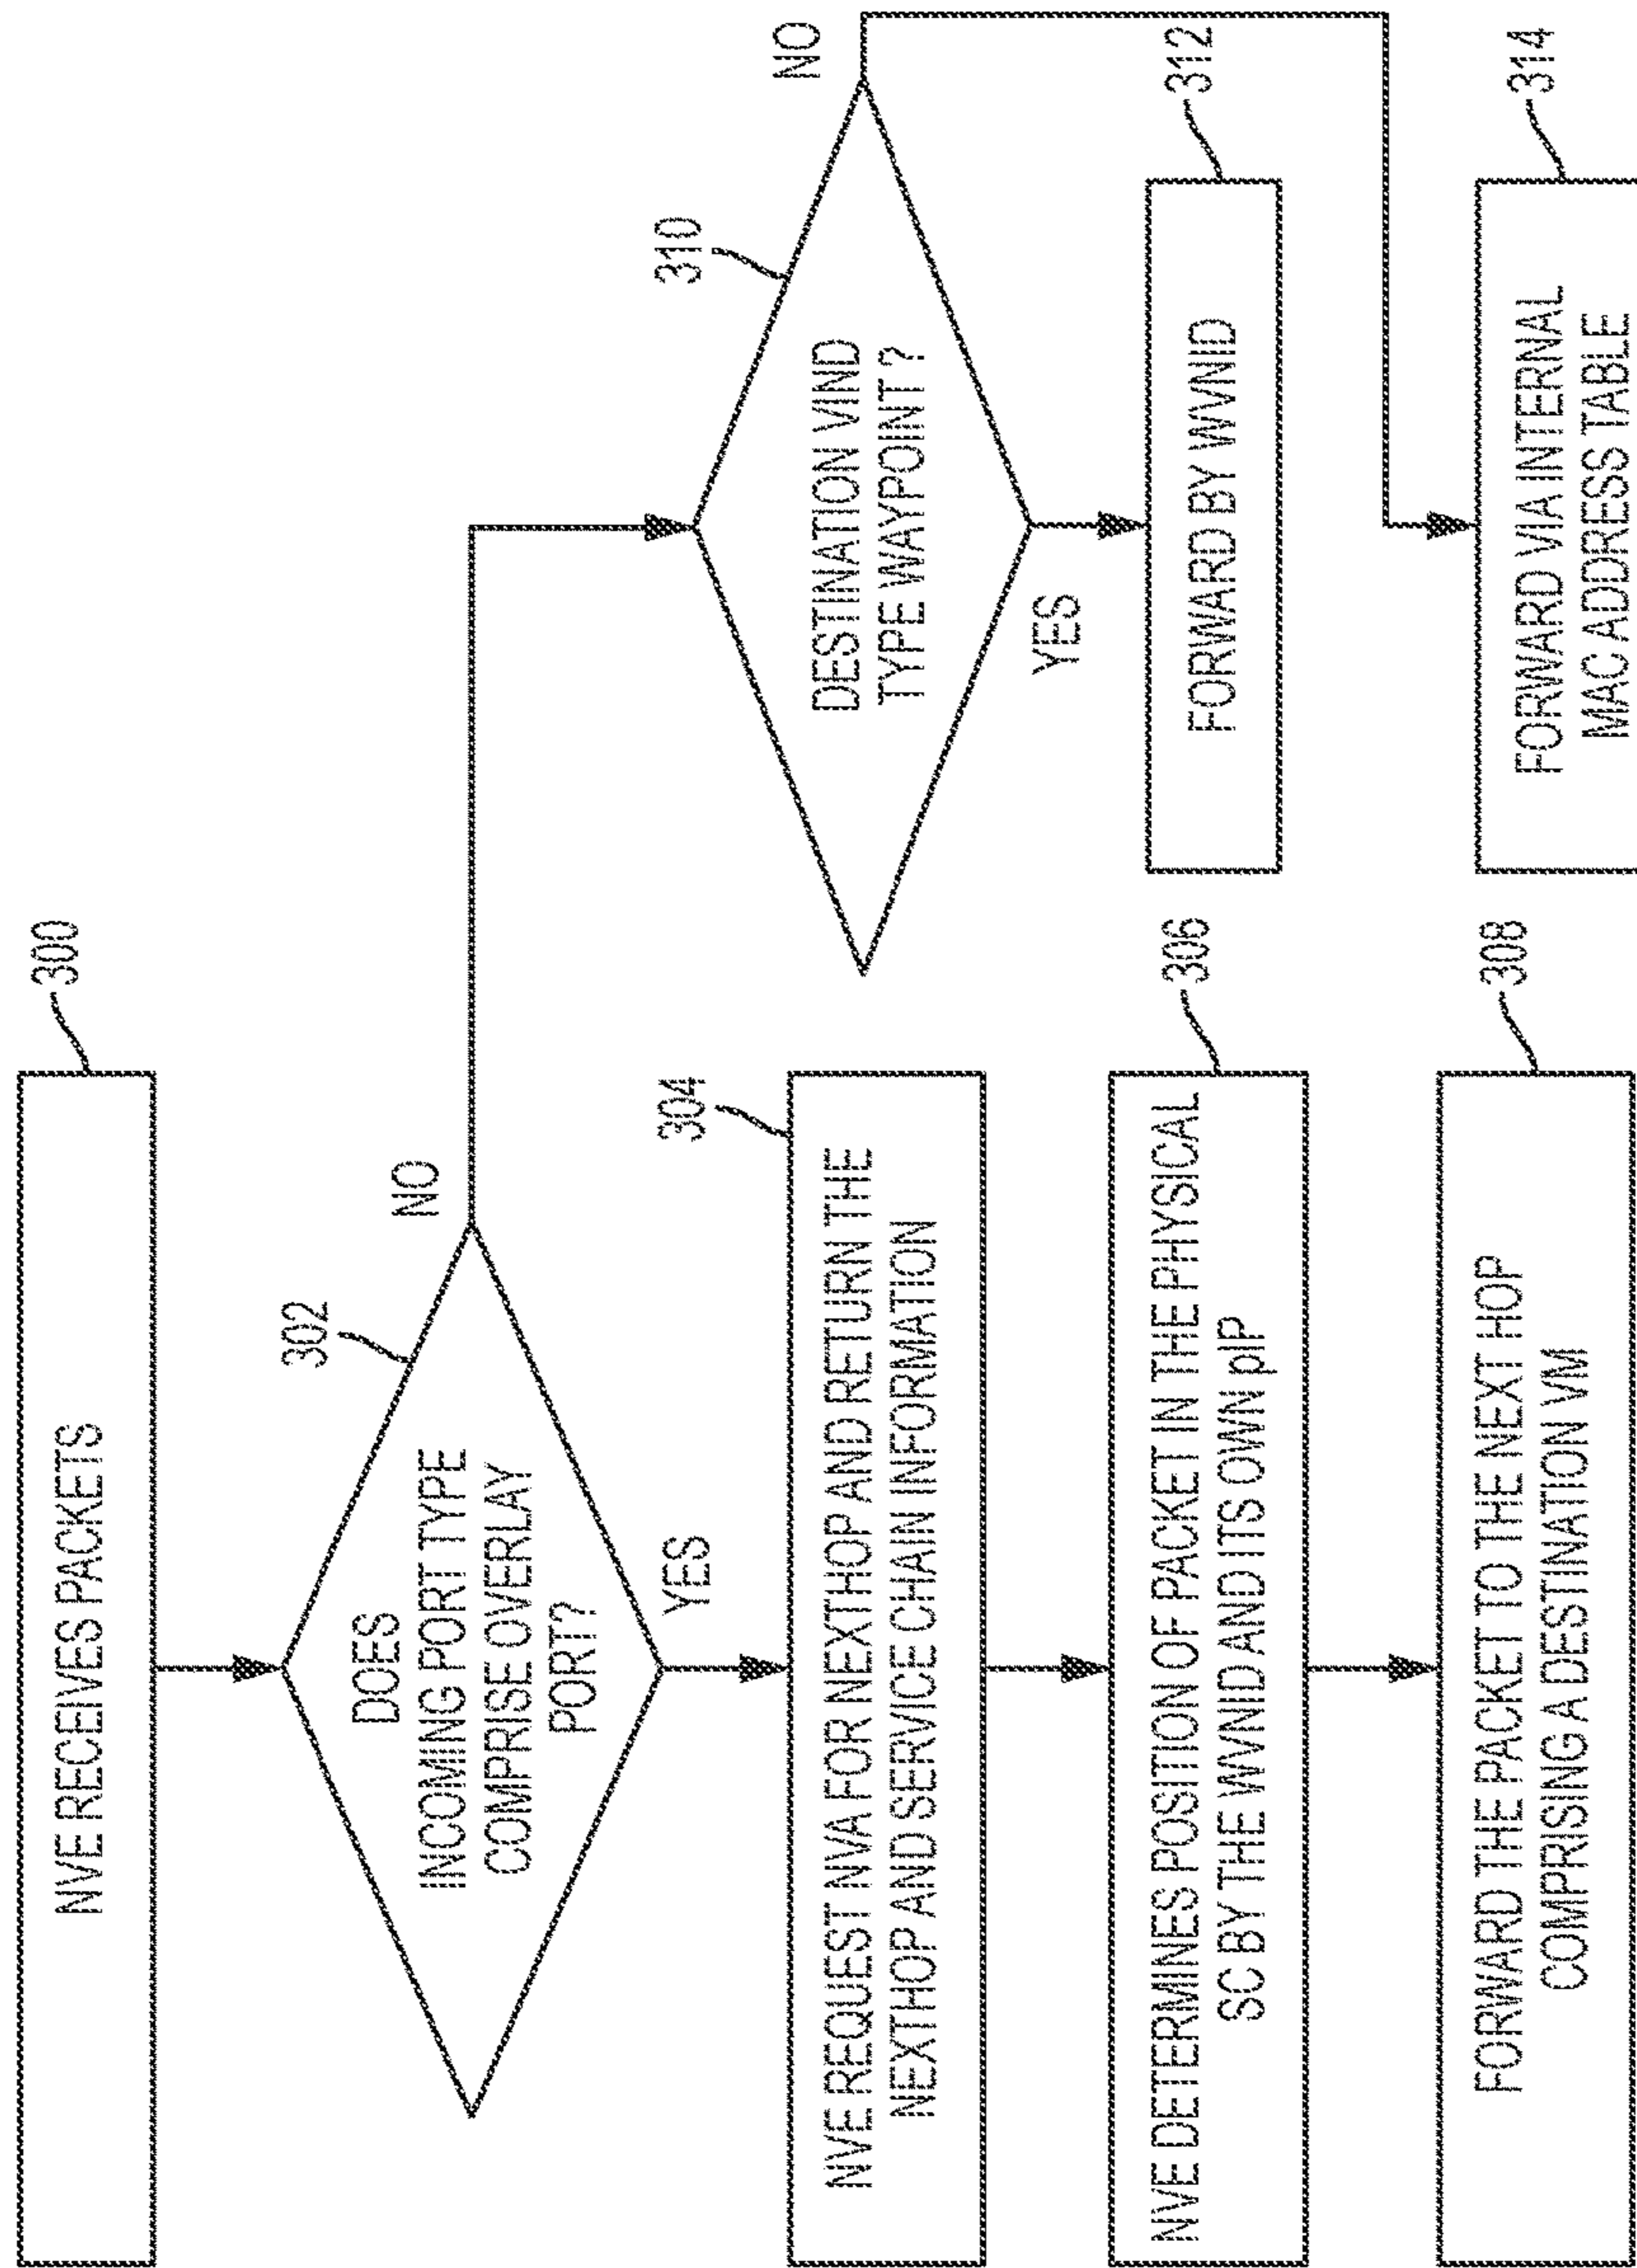 NVE RECEIVES PACKETS
300
DOES
INCOMING PORT TYPE
COMPRISE OVERLAY
PORT?
302
NO
YES
NVE REQUEST NVA FOR NEXTHOP AND RETURN THE
NEXTHOP AND SERVICE CHAIN INFORMATION
304
NVE DETERMINES POSITION OF PACKET IN THE PHYSICAL
SC BY THE WVNID AND ITS OWN pIP
306
FORWARD THE PACKET TO THE NEXT HOP
COMPRISING A DESTINATION VM
308
DESTINATION VIND
TYPE WAYPOINT?
310
NO
YES
FORWARD BY WVNID
312
FORWARD VIA INTERNAL
MAC ADDRESS TABLE
314